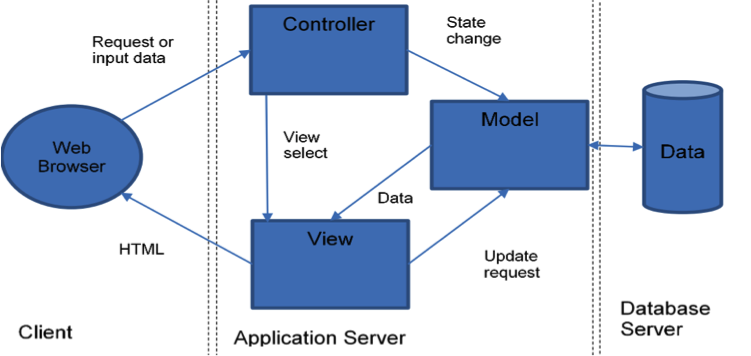 Controller
State
change
Request or
input data
Model
Web
Browser
View
select
Data
Data
HTML
View
Update
request
Client
Application Server
Database
Server